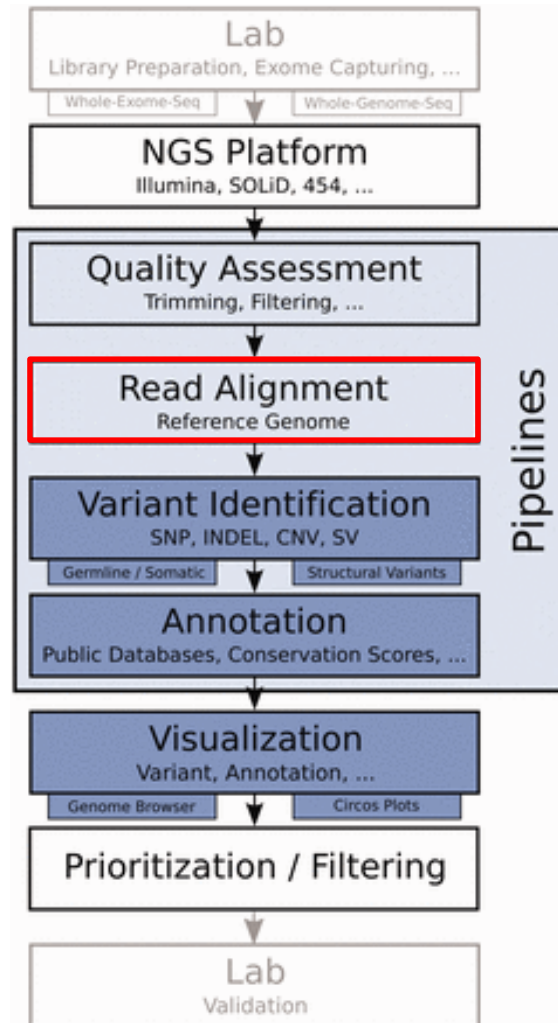 Lab
Library Preparation, Exome Capturing, ...
Whole-Exome-Seq Whole-Genome-Seq
NGS Platform
Illumina, SOLiD, 454, ...
Quality Assessment
Trimming, Filtering, ...
Read Alignment
Reference Genome
Pipelines
Variant Identification
SNP, INDEL, CNV, SV
Germline / Somatic Structural Variants
Annotation
Public Databases, Conservation Scores, ...
Visualization
Variant, Annotation, ...
Genome Browser Circos Plots
Prioritization / Filtering
Lab
Validation